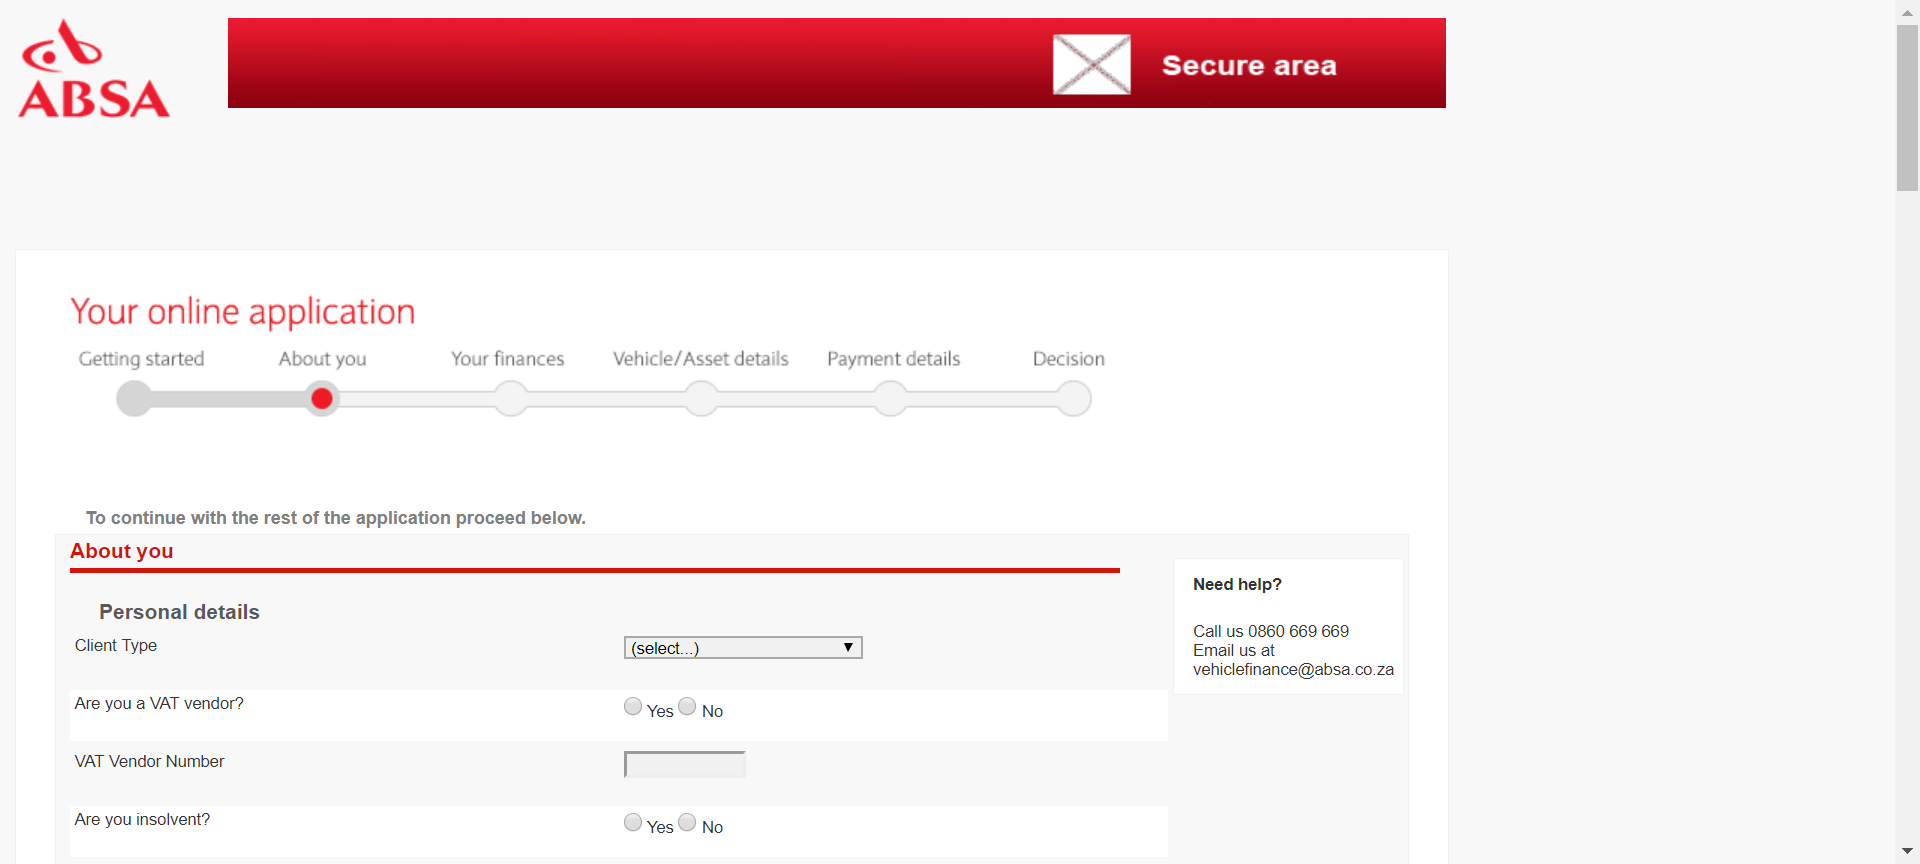 ABSA
Secure area
Your online application
Getting started About you Your finances Vehicle/Asset details Payment details Decision
To continue with the rest of the application proceed below.
About you
Personal details
Client Type (select...)
Are you a VAT vendor? Yes No
VAT Vendor Number
Are you insolvent? Yes No
Need help?
Call us 0860 669 669
Email us at
vehiclefinance@absa.co.za